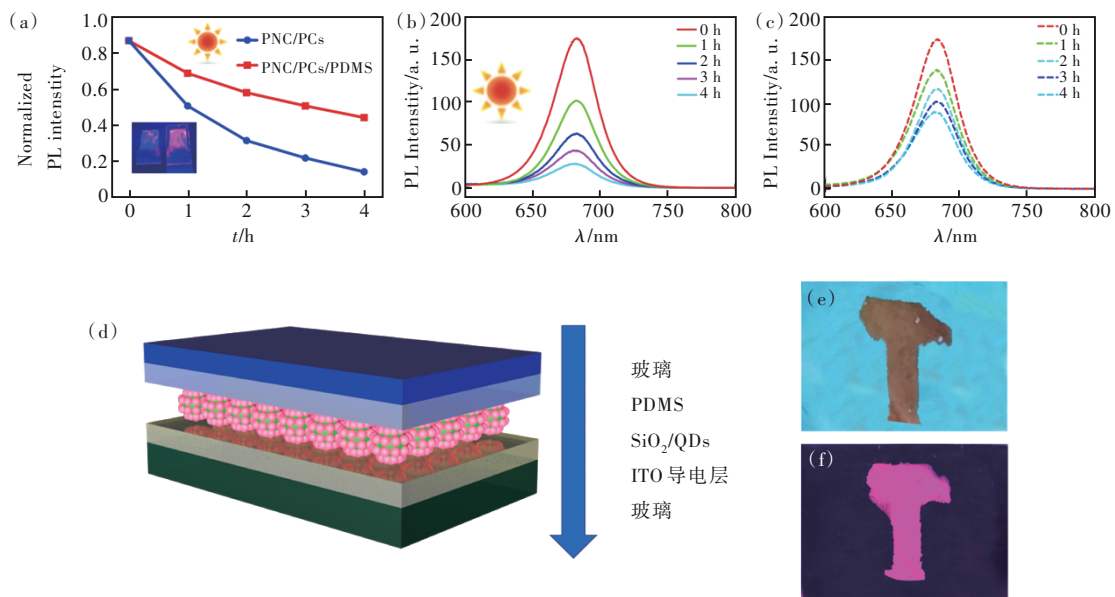 (a)
1.0
0.8
0.6
0.4
0.2
0
Normalized
PL intenstity
PNC/PCs
PNC/PCs/PDMS
0 1 2 3 4
t/h
(b)
200
150
100
50
0
PL Intenstity/a. u.
0 h
1 h
2 h
3 h
4 h
600 650 700 750 800
λ/nm
(c)
200
150
100
50
0
PL Intenstity/a. u.
0 h
1 h
2 h
3 h
4 h
600 650 700 750 800
λ/nm
(d)
玻璃
PDMS
SiO₂/QDs
ITO 导电层
玻璃
(e)
(f)